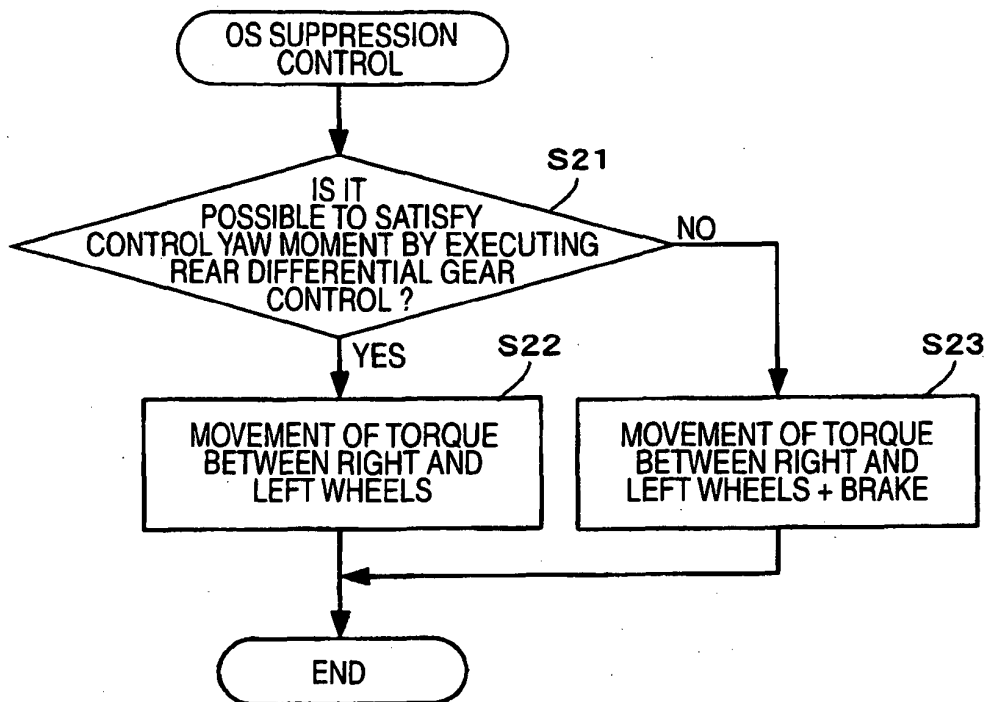 OS SUPPRESSION
CONTROL
S21
IS IT
POSSIBLE TO SATISFY
CONTROL YAW MOMENT BY EXECUTING
REAR DIFFERENTIAL GEAR
CONTROL ?
NO
YES
S22
S23
MOVEMENT OF TORQUE
BETWEEN RIGHT AND
LEFT WHEELS
MOVEMENT OF TORQUE
BETWEEN RIGHT AND
LEFT WHEELS + BRAKE
END